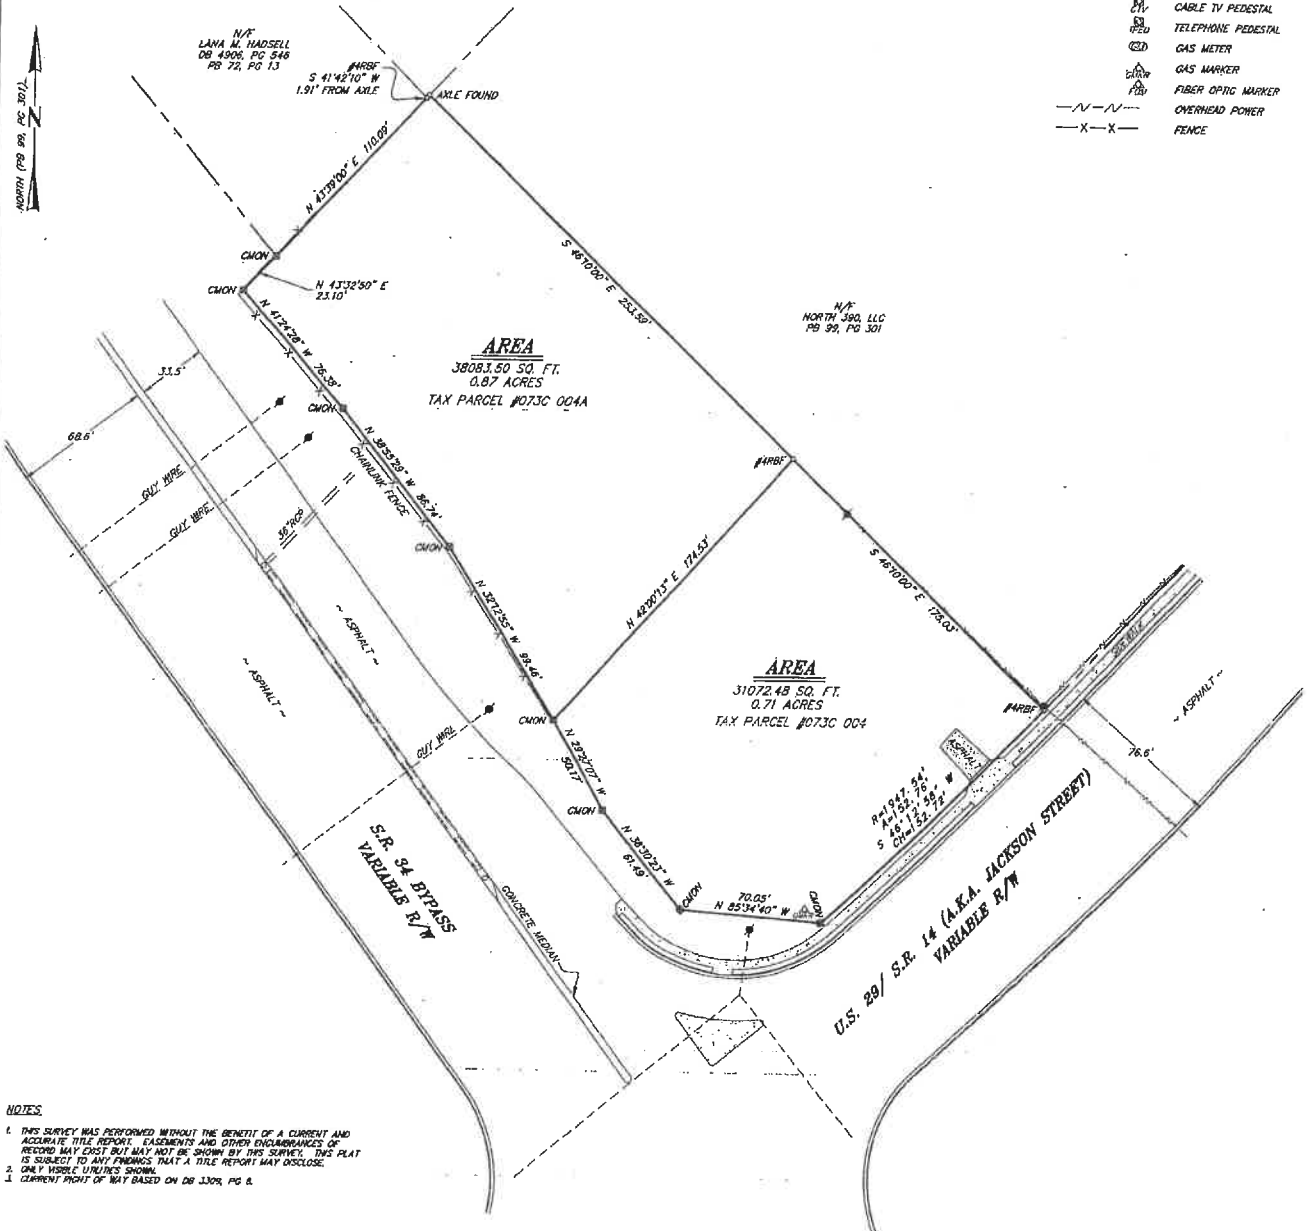 CABLE TV PEDESTAL
TELEPHONE PEDESTAL
GAS METER
GAS MARKER
FIBER OPTIC MARKER
OVERHEAD POWER
FENCE
NORTH (PB 99, PG 301)
N
N/F
LANA M. HADSELL
DB 4906, PG 546
PB 72, PG 13
#4RBF
S 41°42'10" W
1.91' FROM AXLE
AXLE FOUND
N 43°39'00" E 110.09'
CMON
CMON
N 43°32'50" E
23.10'
S 46°10'00" E 253.59'
N/F
NORTH 390, LLC
PB 99, PG 301
N 41°24'28" W 76.38'
AREA
38083.50 SQ. FT.
0.87 ACRES
TAX PARCEL #073C 004A
33.5'
68.6'
CMON
N 38°55'29" W 86.74'
CHAINLINK FENCE
#4RBF
GUY WIRE
GUY WIRE
36" RCP
CMON
N 42°00'13" E 174.53'
S 46°10'00" E 175.03'
N 32°12'55" W 99.46'
~ ASPHALT ~
~ ASPHALT ~
SIDEWALK
~ ASPHALT ~
AREA
31072.48 SQ. FT.
0.71 ACRES
TAX PARCEL #073C 004
#4RBF
CMON
GUY WIRE
50.17'
ASPHALT
76.6'
R=1947.54'
A=152.76'
S 46°12'58" W
CH=152.72'
CMON
N 38°30'23" W
61.49'
S.R. 34 BYPASS
VARIABLE R/W
CMON
70.05'
N 85°34'40" W
CMON
CONCRETE MEDIAN
U.S. 29/ S.R. 14 (A.K.A. JACKSON STREET)
VARIABLE R/W
NOTES
1. THIS SURVEY WAS PERFORMED WITHOUT THE BENEFIT OF A CURRENT AND
ACCURATE TITLE REPORT. EASEMENTS AND OTHER ENCUMBRANCES OF
RECORD MAY EXIST BUT MAY NOT BE SHOWN BY THIS SURVEY. THIS PLAT
IS SUBJECT TO ANY FINDINGS THAT A TITLE REPORT MAY DISCLOSE.
2. ONLY VISIBLE UTILITIES SHOWN.
3. CURRENT RIGHT OF WAY BASED ON DB 3309, PG 8.